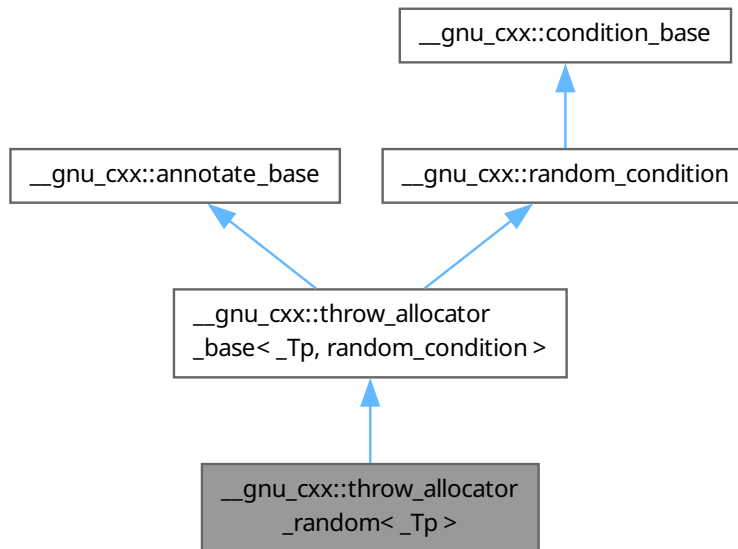 __gnu_cxx::condition_base
__gnu_cxx::annotate_base
__gnu_cxx::random_condition
__gnu_cxx::throw_allocator
_base< _Tp, random_condition >
__gnu_cxx::throw_allocator
_random< _Tp >